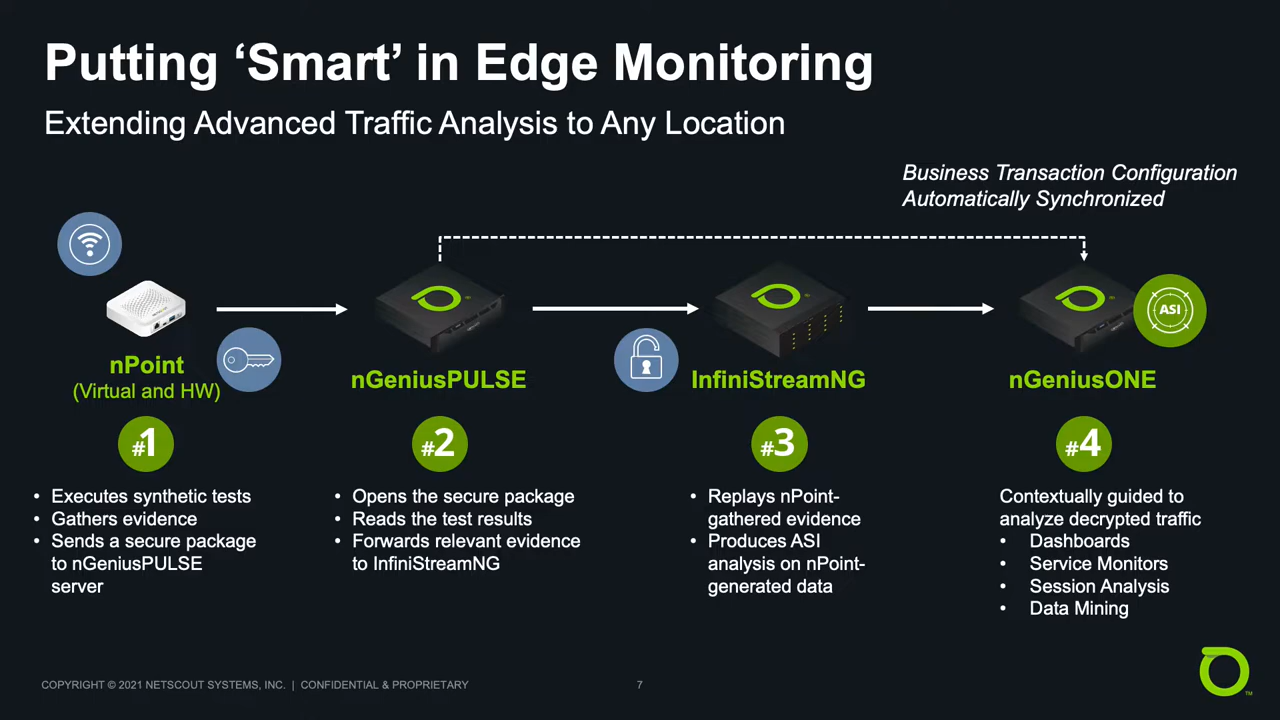 Putting ‘Smart’ in Edge Monitoring
Extending Advanced Traffic Analysis to Any Location
Business Transaction Configuration
Automatically Synchronized
nPoint
(Virtual and HW)
#1
• Executes synthetic tests
• Gathers evidence
• Sends a secure package
to nGeniusPULSE
server
nGeniusPULSE
#2
• Opens the secure package
• Reads the test results
• Forwards relevant evidence
to InfiniStreamNG
InfiniStreamNG
#3
• Replays nPoint-
gathered evidence
• Produces ASI
analysis on nPoint-
generated data
ASI
nGeniusONE
#4
Contextually guided to
analyze decrypted traffic
• Dashboards
• Service Monitors
• Session Analysis
• Data Mining
COPYRIGHT © 2021 NETSCOUT SYSTEMS, INC. | CONFIDENTIAL & PROPRIETARY
7
™